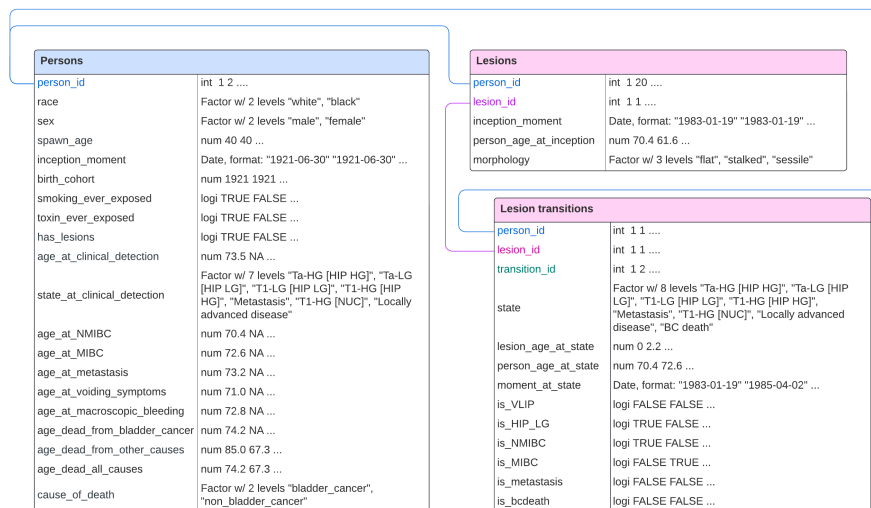 Persons
person_id int 1 2 ....
race Factor w/ 2 levels "white", "black"
sex Factor w/ 2 levels "male", "female"
spawn_age num 40 40 ...
inception_moment Date, format: "1921-06-30" "1921-06-30" ...
birth_cohort num 1921 1921 ...
smoking_ever_exposed logi TRUE FALSE ...
toxin_ever_exposed logi TRUE FALSE ...
has_lesions logi TRUE FALSE ...
age_at_clinical_detection num 73.5 NA ...
state_at_clinical_detection Factor w/ 7 levels "Ta-HG [HIP HG]", "Ta-LG
[HIP LG]", "T1-LG [HIP LG]", "T1-HG [HIP
HG]", "Metastasis", "T1-HG [NUC]", "Locally
advanced disease"
age_at_NMIBC num 70.4 NA ...
age_at_MIBC num 72.6 NA ...
age_at_metastasis num 73.2 NA ...
age_at_voiding_symptoms num 71.0 NA ...
age_at_macroscopic_bleeding num 72.8 NA ...
age_dead_from_bladder_cancer num 74.2 NA ...
age_dead_from_other_causes num 85.0 67.3 ...
age_dead_all_causes num 74.2 67.3 ...
cause_of_death Factor w/ 2 levels "bladder_cancer",
"non_bladder_cancer"
Lesions
person_id int 1 20 ....
lesion_id int 1 1 ....
inception_moment Date, format: "1983-01-19" "1983-01-19" ...
person_age_at_inception num 70.4 61.6 ...
morphology Factor w/ 3 levels "flat", "stalked", "sessile"
Lesion transitions
person_id int 1 1 ....
lesion_id int 1 1 ....
transition_id int 1 2 ....
state Factor w/ 8 levels "Ta-HG [HIP HG]", "Ta-LG [HIP
LG]", "T1-LG [HIP LG]", "T1-HG [HIP HG]",
"Metastasis", "T1-HG [NUC]", "Locally advanced
disease", "BC death"
lesion_age_at_state num 0 2.2 ...
person_age_at_state num 70.4 72.6 ...
moment_at_state Date, format: "1983-01-19" "1985-04-02" ...
is_VLIP logi FALSE FALSE ...
is_HIP_LG logi TRUE FALSE ...
is_NMIBC logi TRUE FALSE ...
is_MIBC logi FALSE TRUE ...
is_metastasis logi FALSE FALSE ...
is_bcdeath logi FALSE FALSE ...